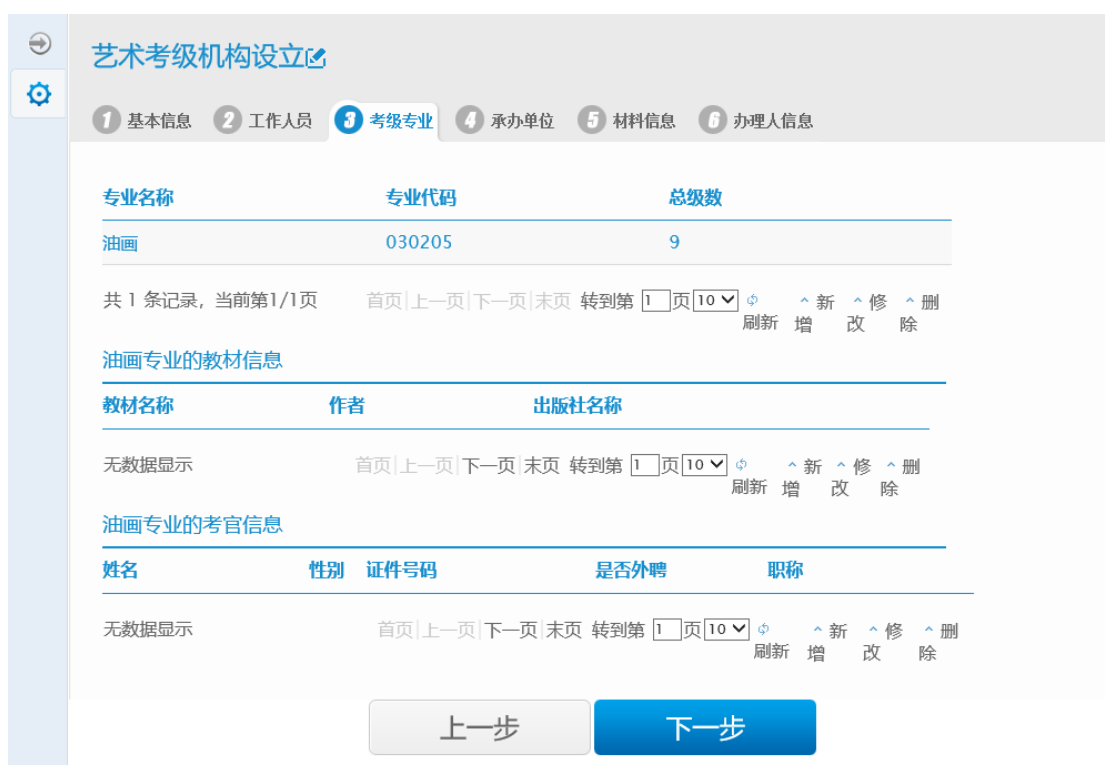 艺术考级机构设立
1 基本信息 2 工作人员 3 考级专业 4 承办单位 5 材料信息 6 办理人信息
专业名称 专业代码 总级数
油画 030205 9
共 1 条记录，当前第1/1页 首页 上一页 下一页 末页 转到第 1 页 10 刷新 新增 修改 删除
油画专业的教材信息
教材名称 作者 出版社名称
无数据显示 首页 上一页 下一页 末页 转到第 1 页 10 刷新 新增 修改 删除
油画专业的考官信息
姓名 性别 证件号码 是否外聘 职称
无数据显示 首页 上一页 下一页 末页 转到第 1 页 10 刷新 新增 修改 删除
上一步 下一步